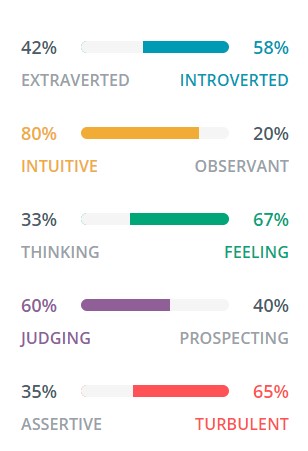 42% 58%
EXTRAVERTED INTROVERTED
80% 20%
INTUITIVE OBSERVANT
33% 67%
THINKING FEELING
60% 40%
JUDGING PROSPECTING
35% 65%
ASSERTIVE TURBULENT